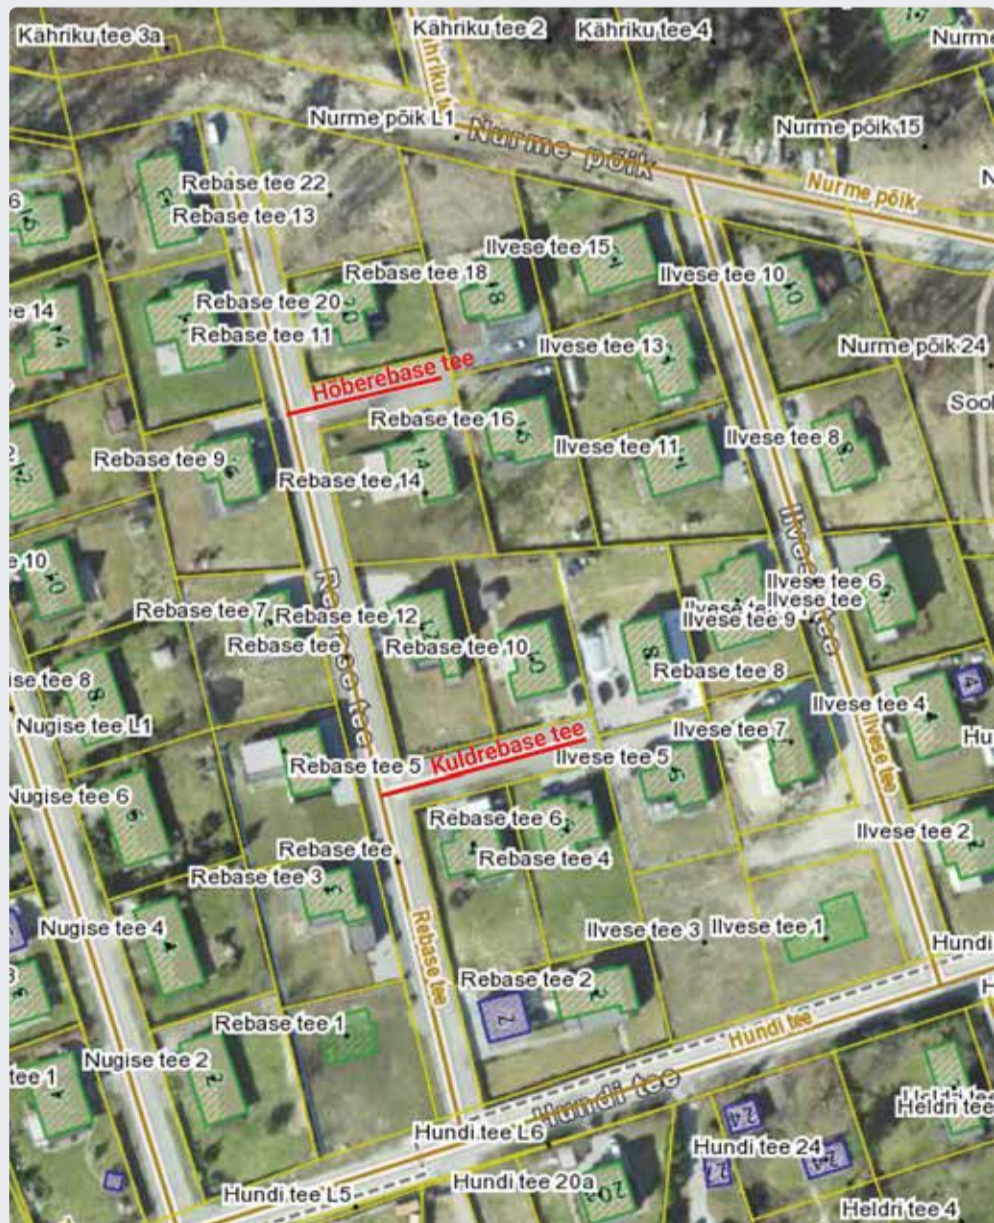 Kähriku tee 3a
Kähriku tee 2
Kähriku tee 4
Nurme põik L1
Nurme põik
Nurme põik 15
Nurme põik
Rebase tee 22
Rebase tee 13
Ilvese tee 15
Rebase tee 18
Ilvese tee 10
Rebase tee 20
Rebase tee 11
Ilvese tee 13
Nurme põik 24
Hõberebase tee
Rebase tee 16
Ilvese tee 11
Ilvese tee 8
Rebase tee 9
Rebase tee 14
Ilvese tee 6
Ilvese tee
Ilvese tee 9
Rebase tee 7
Rebase tee 12
Rebase tee
Rebase tee 10
Rebase tee 8
Nugise tee L1
Ilvese tee 4
Ilvese tee 7
Kuldrebase tee
Ilvese tee 5
Rebase tee 5
Ilvese tee
Nugise tee 6
Rebase tee 6
Ilvese tee 2
Rebase tee
Rebase tee 4
Rebase tee 3
Nugise tee 4
Ilvese tee 3
Ilvese tee 1
Rebase tee
Rebase tee 2
Rebase tee 1
Nugise tee 2
Hundi tee
Hundi tee
Hundi tee L6
Hundi tee 24
Hundi tee 20a
Hundi tee L5
Heldri tee 4